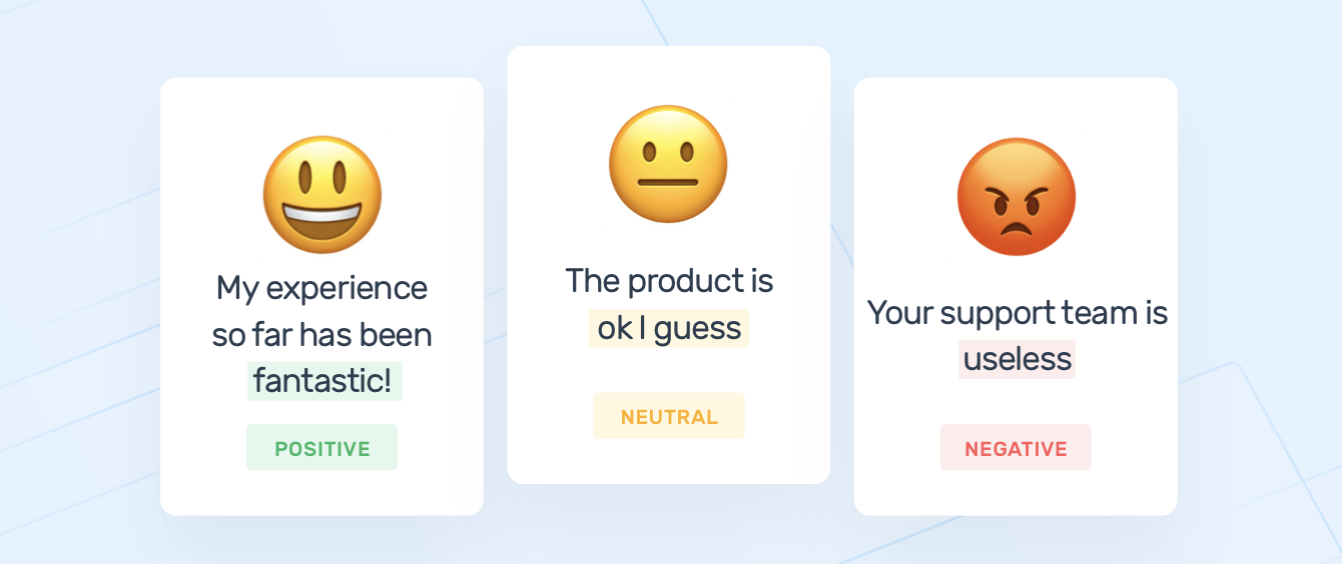 My experience
so far has been
fantastic!
POSITIVE
The product is
ok I guess
NEUTRAL
Your support team is
useless
NEGATIVE